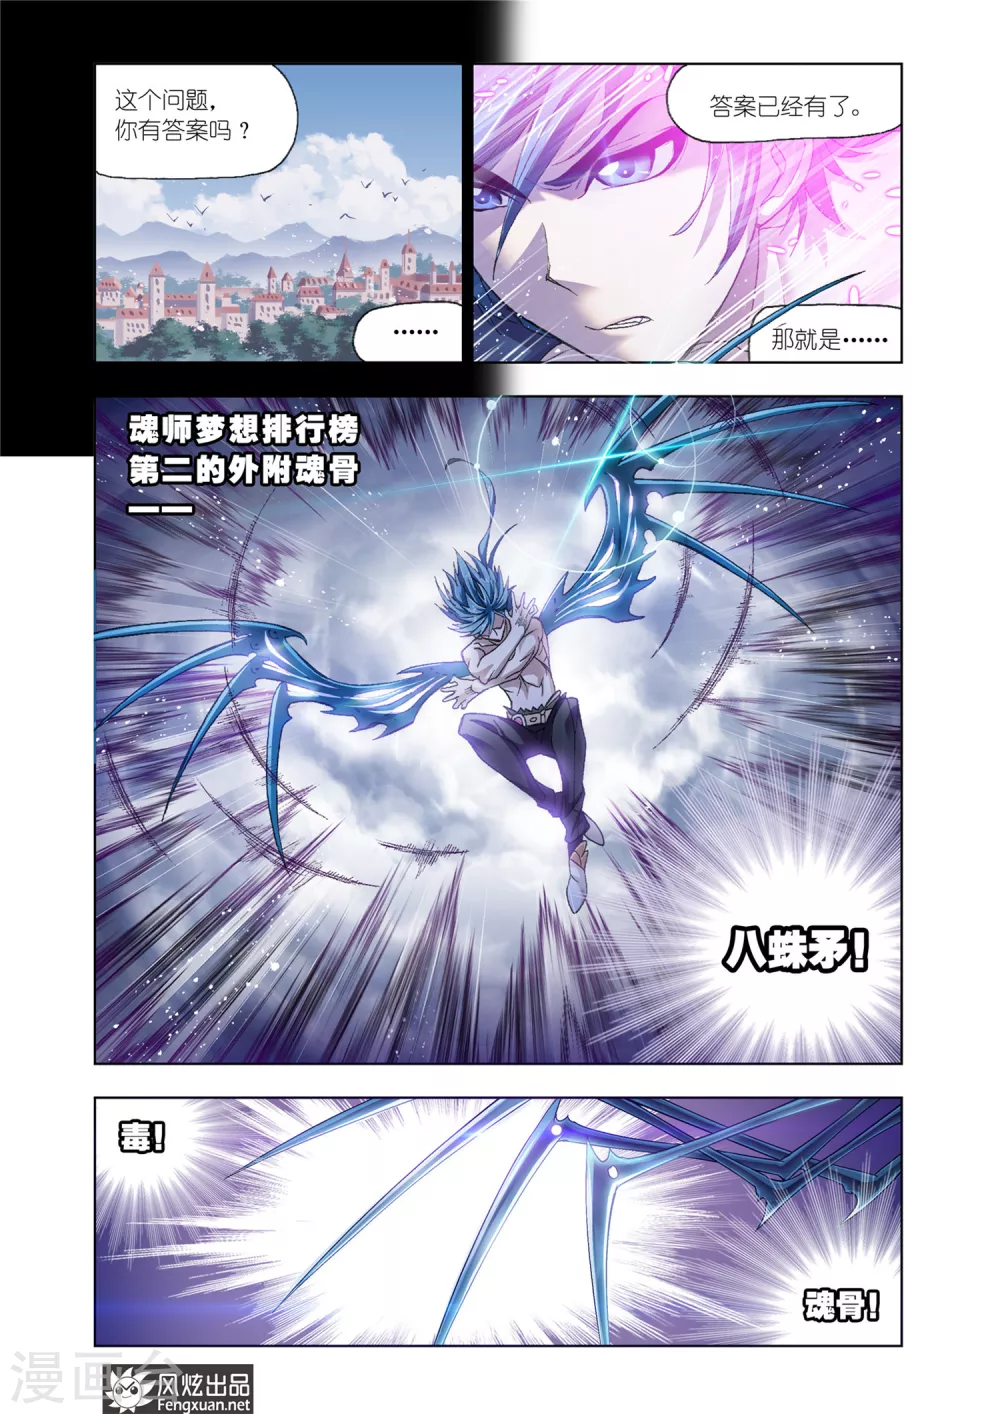 这个问题，
你有答案吗？
……
答案已经有了。
那就是……
魂师梦想排行榜
第二的外附魂骨
——
八蛛矛！
毒！
魂骨！
漫画台
风炫出品
Fengxuan.net